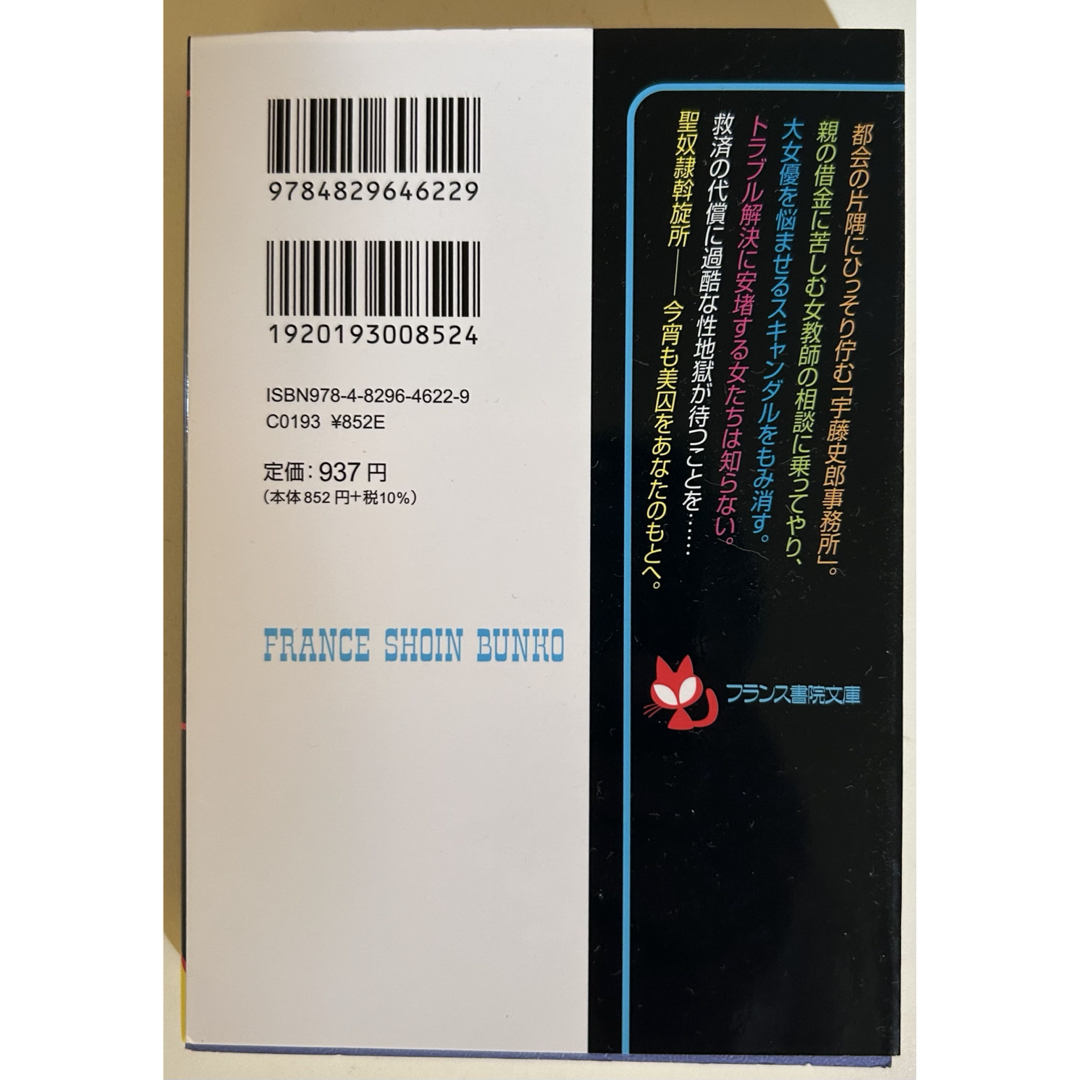 都会の片隅にひっそり佇む「宇藤史郎事務所」。
親の借金に苦しむ女教師の相談に乗ってやり、
大女優を悩ませるスキャンダルをもみ消す。
トラブル解決に安堵する女たちは知らない。
救済の代償に過酷な性地獄が待つことを……
聖奴隷斡旋所——今宵も美囚をあなたのもとへ。
フランス書院文庫
9784829646229
1920193008524
ISBN978-4-8296-4622-9
C0193 ¥852E
定価：937円
（本体852円＋税10%）
FRANCE SHOIN BUNKO